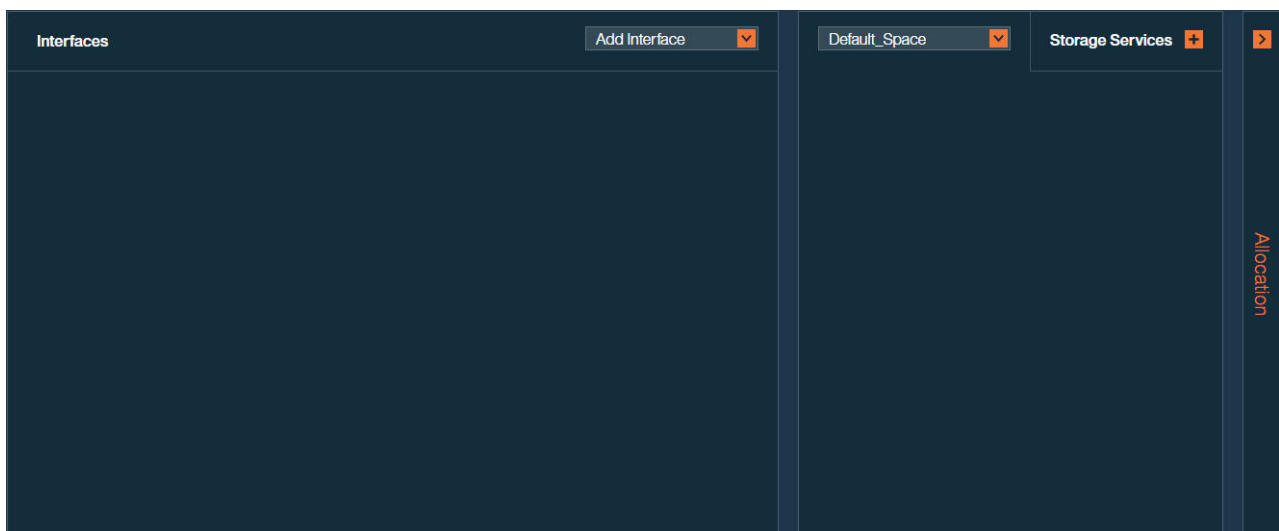 Interfaces
Add Interface
Default_Space
Storage Services
Allocation